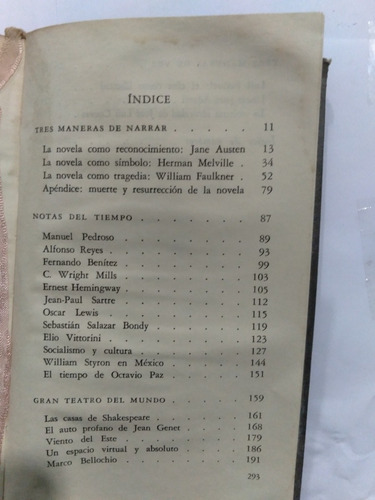 ÍNDICE
TRES MANERAS DE NARRAR . . . . . 11
La novela como reconocimiento: Jane Austen 13
La novela como símbolo: Herman Melville . 34
La novela como tragedia: William Faulkner . 52
Apéndice: muerte y resurrección de la novela 79
NOTAS DEL TIEMPO . . . . . . . 87
Manuel Pedroso . . . . . . . 89
Alfonso Reyes . . . . . . . 93
Fernando Benítez . . . . . . . 99
C. Wright Mills . . . . . . . 103
Ernest Hemingway . . . . . . . 105
Jean-Paul Sartre . . . . . . . 112
Oscar Lewis . . . . . . . 115
Sebastián Salazar Bondy . . . . . 119
Elio Vittorini . . . . . . . 123
Socialismo y cultura . . . . . . 127
William Styron en México . . . . . 144
El tiempo de Octavio Paz . . . . . 151
GRAN TEATRO DEL MUNDO . . . . . 159
Las casas de Shakespeare . . . . . 161
El auto profano de Jean Genet . . . 168
Viento del Este . . . . . . . 179
Un espacio virtual y absoluto . . . . 186
Marco Bellochio . . . . . . . 191
293